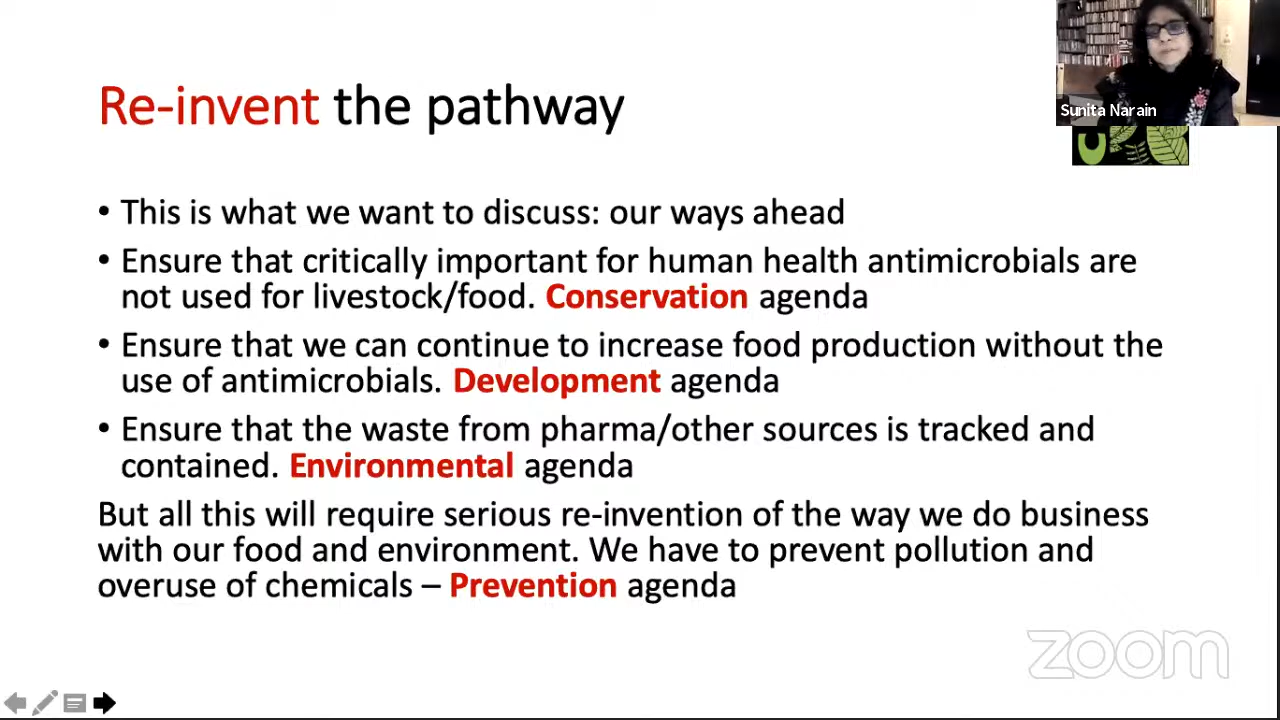 Re-invent the pathway
Sunita Narain
• This is what we want to discuss: our ways ahead
• Ensure that critically important for human health antimicrobials are
not used for livestock/food. Conservation agenda
• Ensure that we can continue to increase food production without the
use of antimicrobials. Development agenda
• Ensure that the waste from pharma/other sources is tracked and
contained. Environmental agenda
But all this will require serious re-invention of the way we do business
with our food and environment. We have to prevent pollution and
overuse of chemicals – Prevention agenda
zoom